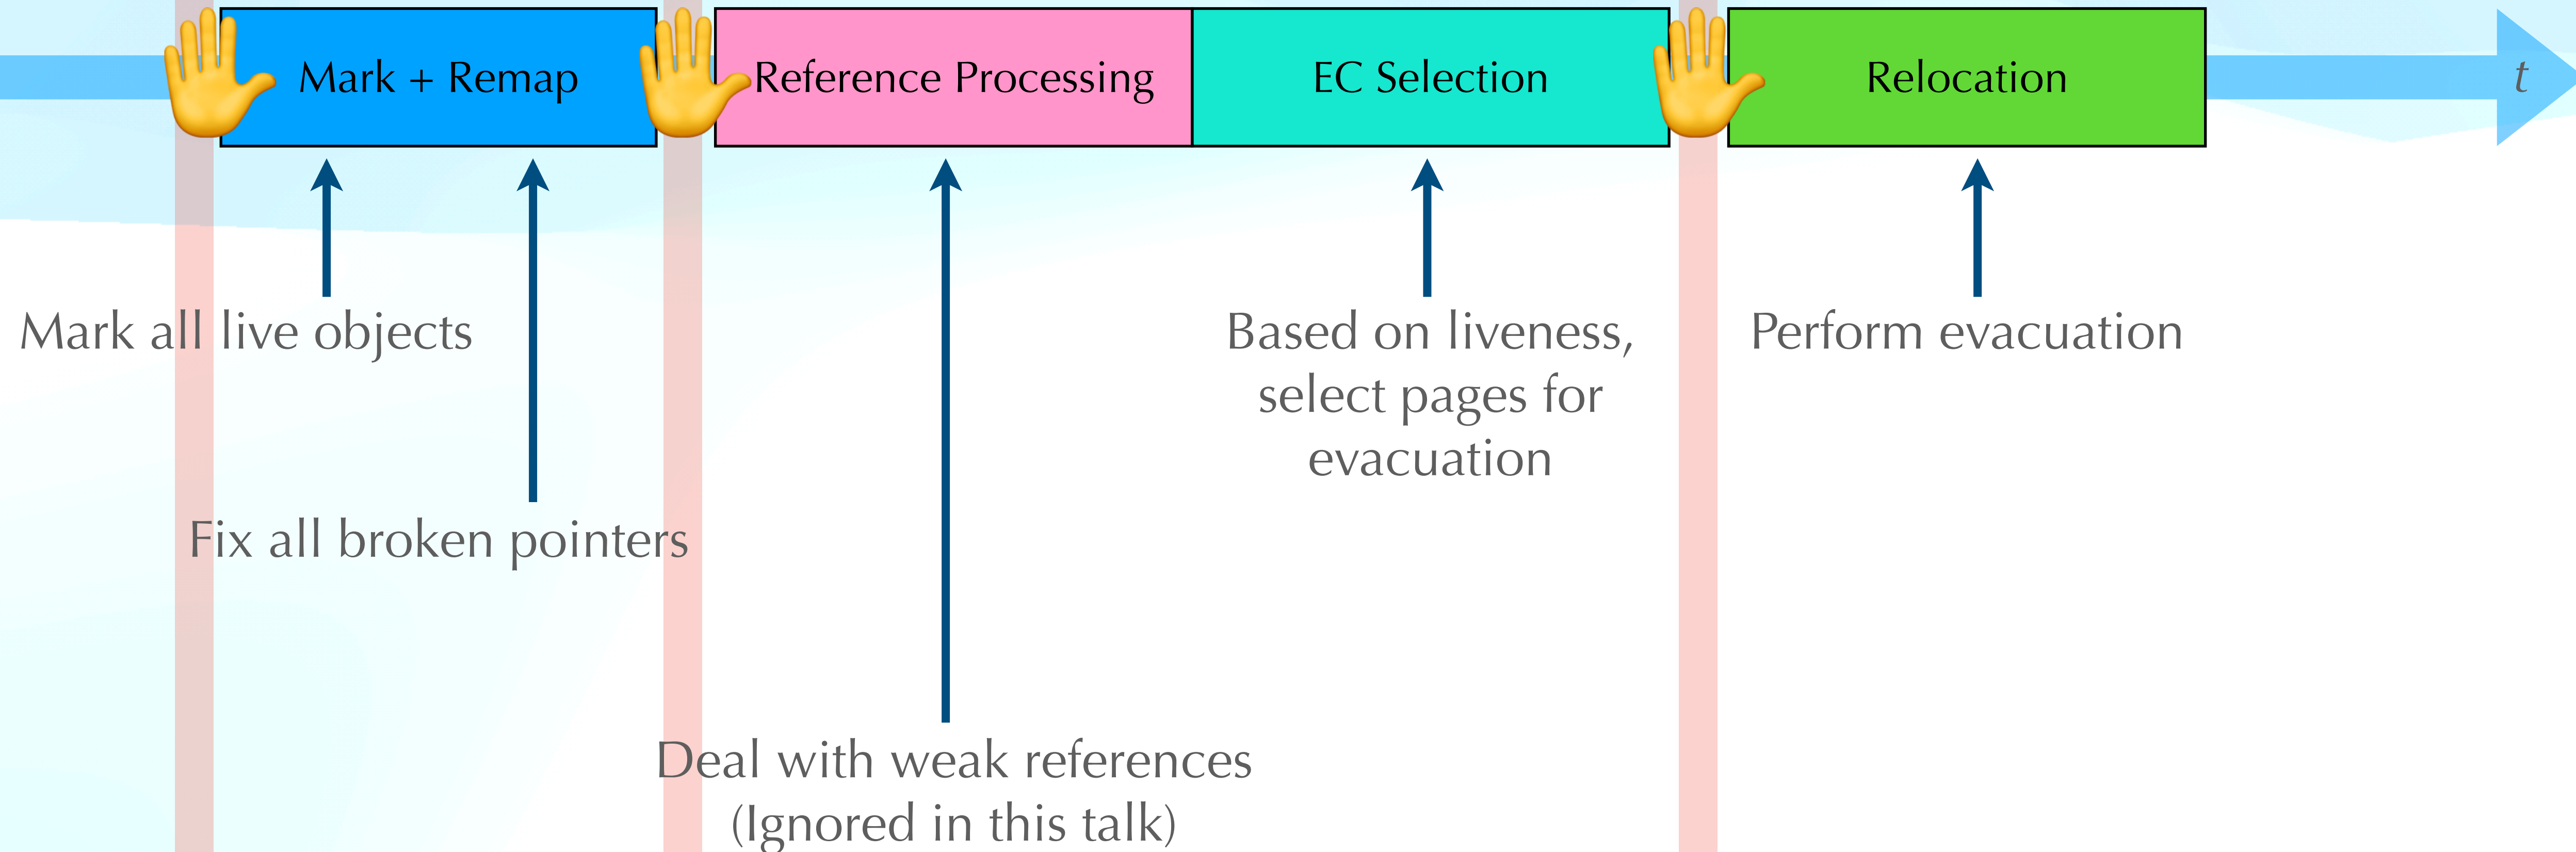 Mark + Remap
Reference Processing
EC Selection
Relocation
t
Mark all live objects
Fix all broken pointers
Deal with weak references
(Ignored in this talk)
Based on liveness,
select pages for
evacuation
Perform evacuation